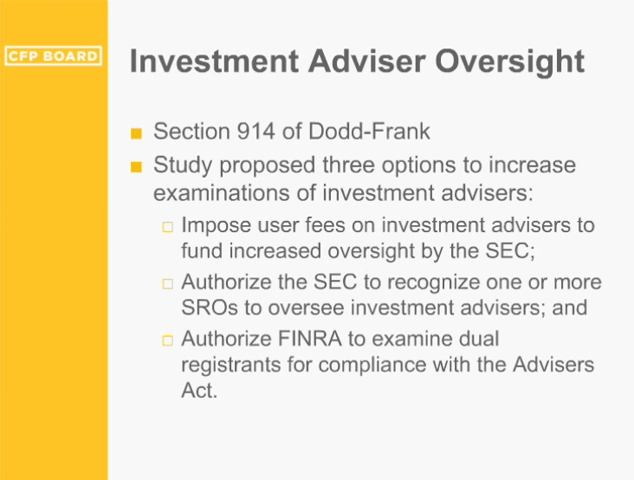 CFP BOARD
Investment Adviser Oversight
Section 914 of Dodd-Frank
Study proposed three options to increase
examinations of investment advisers:
Impose user fees on investment advisers to
fund increased oversight by the SEC;
Authorize the SEC to recognize one or more
SROs to oversee investment advisers; and
Authorize FINRA to examine dual
registrants for compliance with the Advisers
Act.